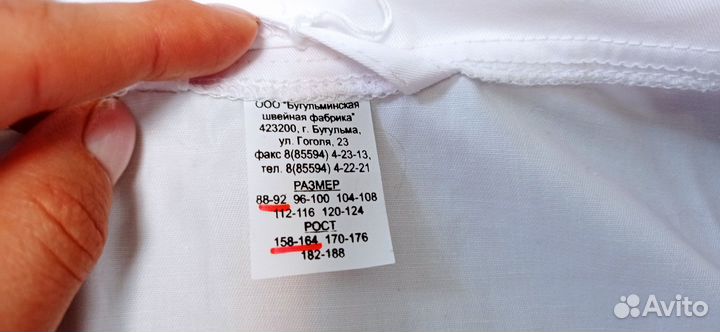 ООО "Бугульминская
швейная фабрика"
423200, г. Бугульма,
ул. Гоголя, 23
факс 8(85594) 4-23-13,
тел. 8(85594) 4-22-21
РАЗМЕР
88-92 96-100 104-108
112-116 120-124
РОСТ
158-164 170-176
182-188
Avito